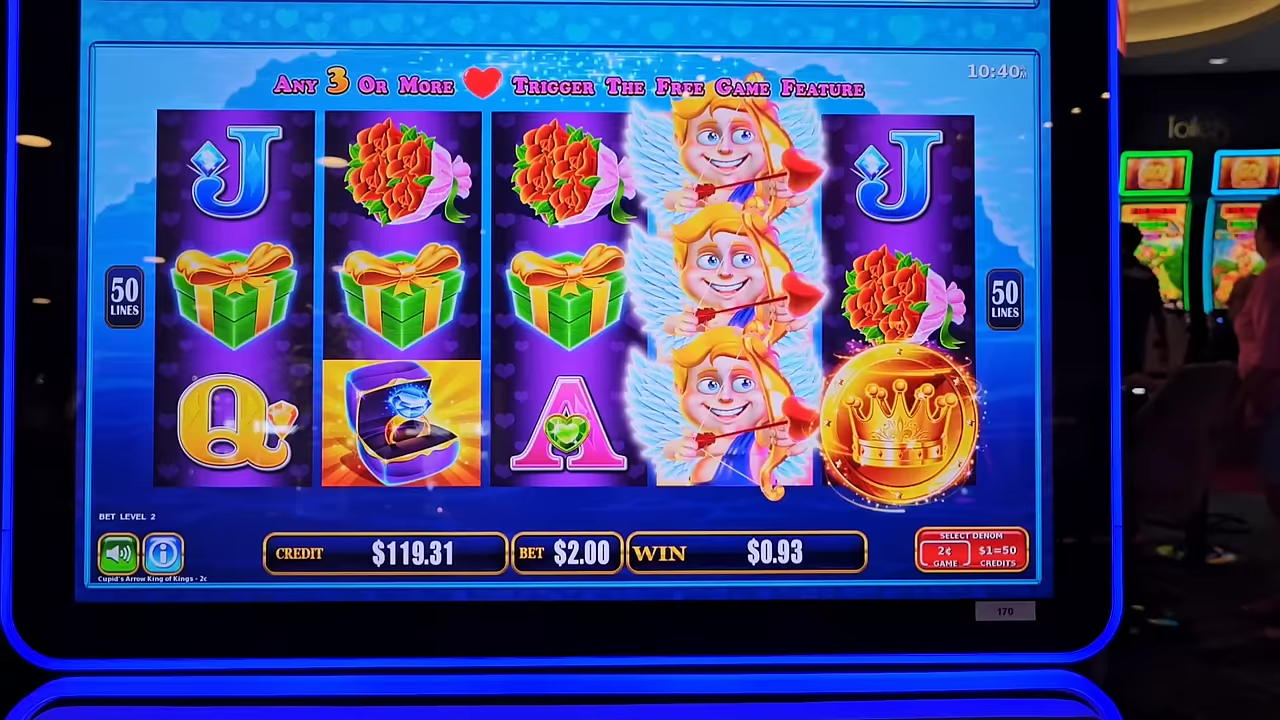 10:40
ANY 3 OR MORE TRIGGER THE FREE GAME FEATURE
J
J
50
LINES
50
LINES
Q
A
BET LEVEL 2
CREDIT $119.31
BET $2.00
WIN $0.93
SELECT DENOM
2¢ $1=50
GAME CREDITS
Cupid's Arrow King of Kings - 2c
170